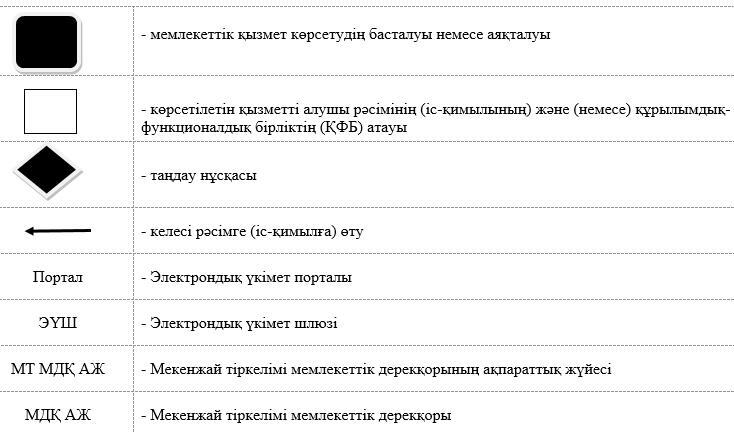 - мемлекеттік қызмет көрсетудің басталуы немесе аяқталуы
- көрсетілетін қызметті алушы рәсімінің (іс-қимылының) және (немесе) құрылымдық-
функционалдық бірліктің (ҚФБ) атауы
- таңдау нұсқасы
- келесі рәсімге (іс-қимылға) өту
Портал - Электрондық үкімет порталы
ЭҮШ - Электрондық үкімет шлюзі
МТ МДҚ АЖ - Мекенжай тіркелімі мемлекеттік дерекқорының ақпараттық жүйесі
МДҚ АЖ - Мекенжай тіркелімі мемлекеттік дерекқоры